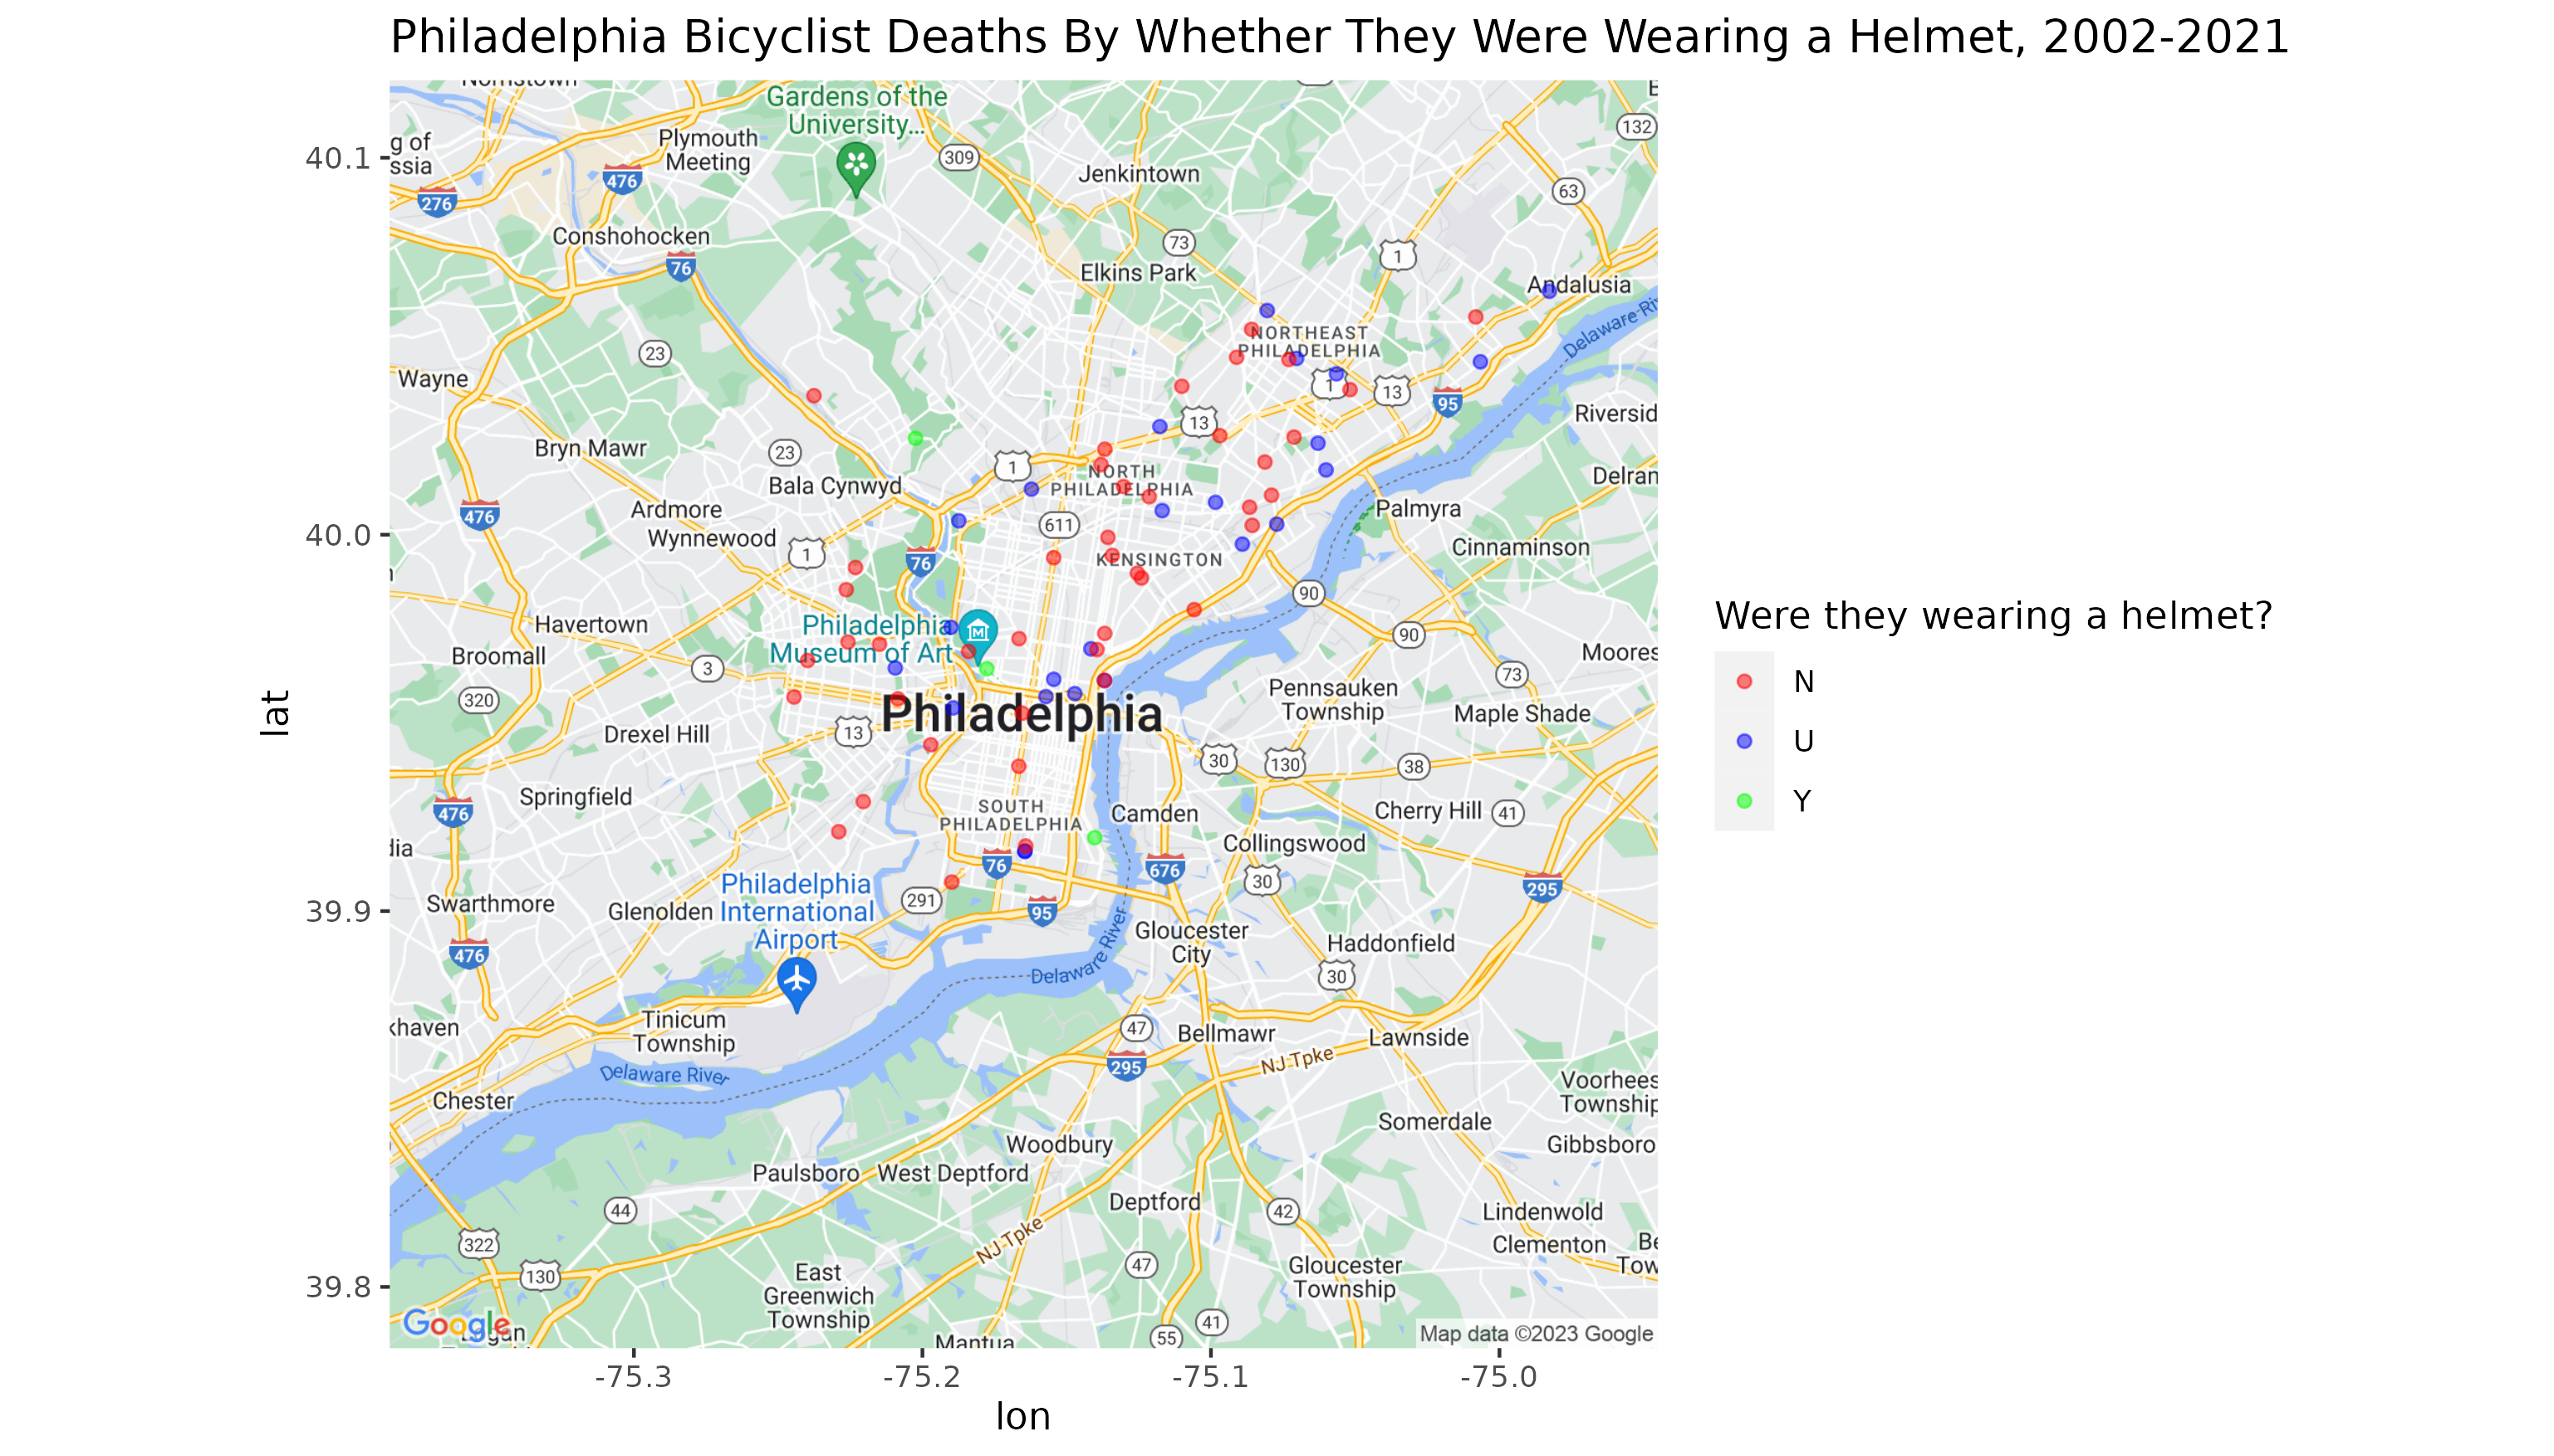 Philadelphia Bicyclist Deaths By Whether They Were Wearing a Helmet, 2002-2021
Norristown
Gardens of the
University...
132
40.1
g of
ssia
Plymouth
Meeting
309
Jenkintown
476
276
63
Conshohocken
73
1
76
Elkins Park
Andalusia
Delaware Ri
NORTHEAST
PHILADELPHIA
23
Wayne
1
13
95
Riversid
13
Bryn Mawr
23
1
NORTH
PHILADELPHIA
Delran
Bala Cynwyd
476
Ardmore
Palmyra
611
40.0
Wynnewood
1
Cinnaminson
76
KENSINGTON
90
Havertown
Philadelphia
Museum of Art
90
Broomall
3
Moores
73
320
Pennsauken
Township
Philadelphia
Maple Shade
Drexel Hill
13
30
130
38
lat
Springfield
476
SOUTH
PHILADELPHIA
Camden
Cherry Hill
41
dia
Collingswood
76
676
30
295
Philadelphia
International
Airport
291
Swarthmore
Glenolden
39.9
95
Delaware River
Gloucester
City
Haddonfield
476
30
khaven
Tinicum
Township
47
Bellmawr
Lawnside
295
NJ Tpke
Delaware River
Chester
Voorhees
Township
Somerdale
Woodbury
Gibbsboro
Paulsboro
West Deptford
Deptford
44
42
Lindenwold
NJ Tpke
322
Clementon
Be
Tow
130
47
Gloucester
Township
39.8
East
Greenwich
Township
Google
Logan
41
55
Mantua
Map data ©2023 Google
-75.3
-75.2
-75.1
-75.0
lon
Were they wearing a helmet?
N
U
Y